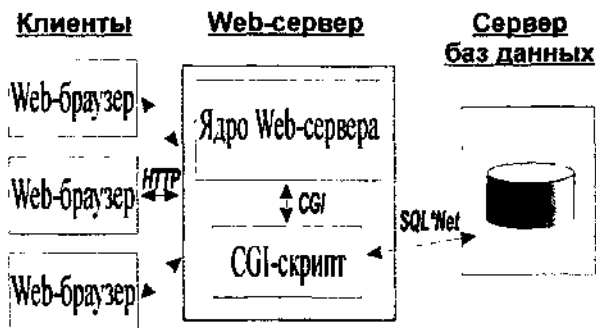 Клиенты
Web-сервер
Сервер
баз данных
Web-браузер
Ядро Web-сервера
Web-браузер
HTTP
CGI
SQL*Net
CGI-скрипт
Web-браузер